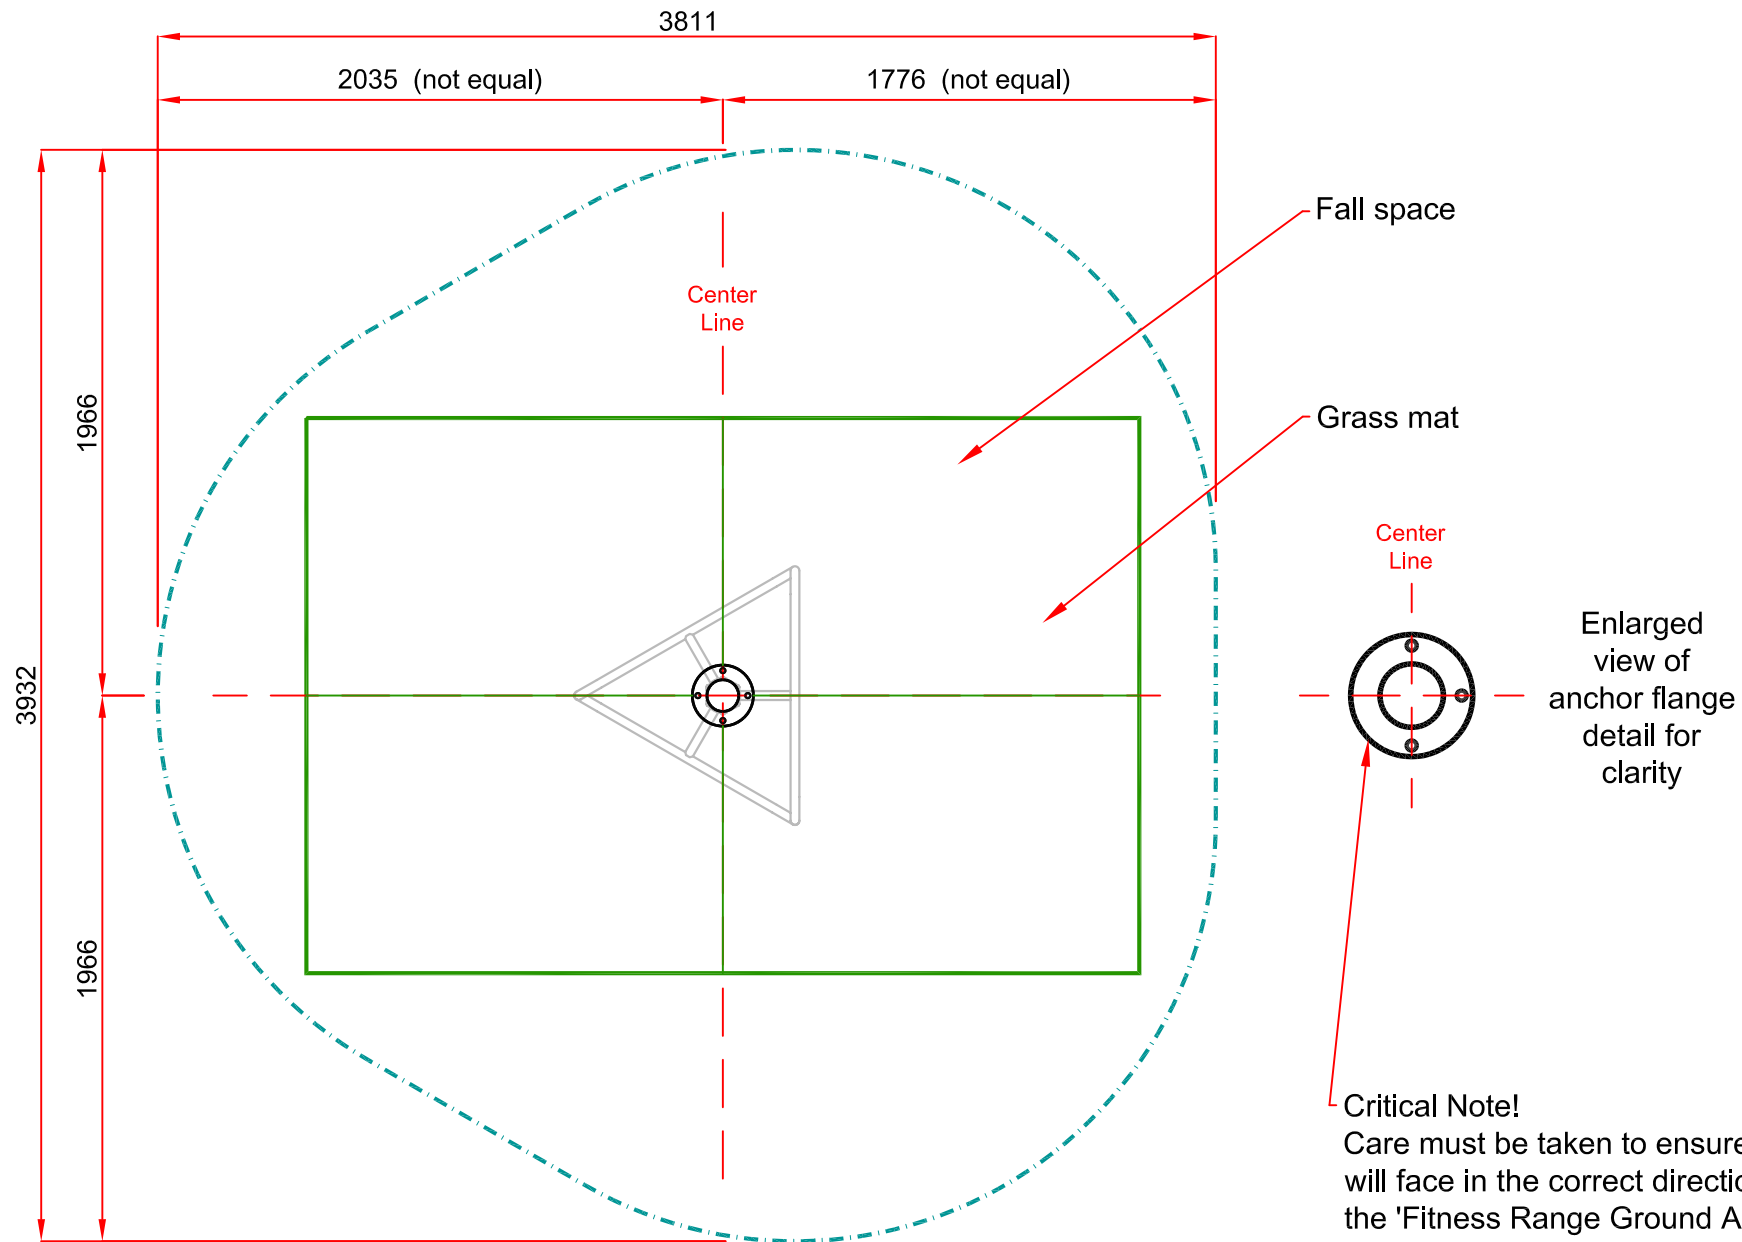 3811
2035 (not equal)
1776 (not equal)
Fall space
Center
Line
Grass mat
1966
3932
1966
Center
Line
Enlarged
view of
anchor flange
detail for
clarity
Critical Note!
Care must be taken to ensure
will face in the correct
the 'Fitness Range Ground